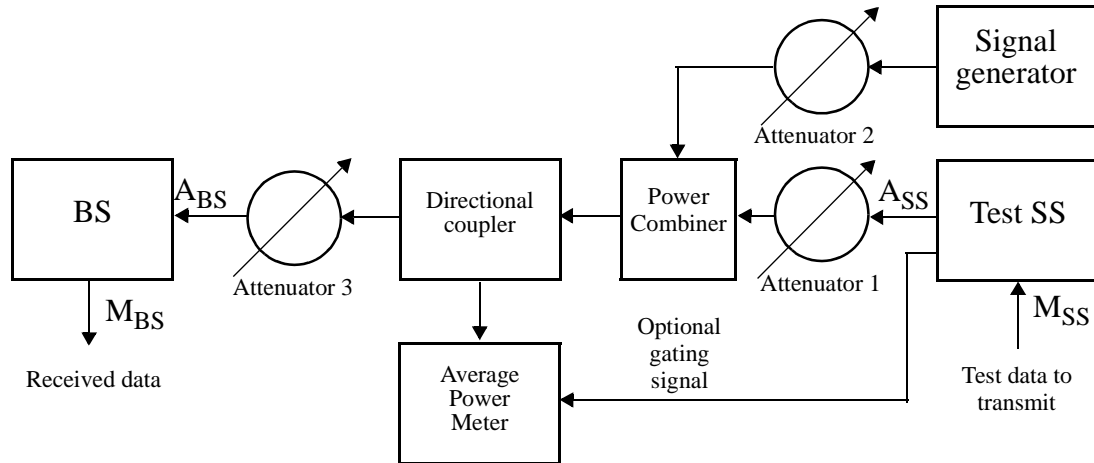 Signal
generator
Attenuator 2
BS
A_BS
Attenuator 3
Directional
coupler
Power
Combiner
A_SS
Attenuator 1
Test SS
M_BS
Received data
Average
Power
Meter
Optional
gating
signal
M_SS
Test data to
transmit